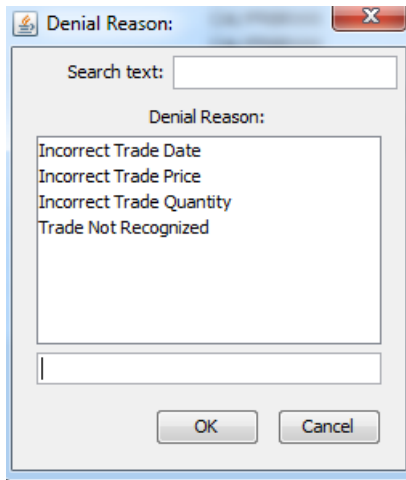 Denial Reason:
Search text:
Denial Reason:
Incorrect Trade Date
Incorrect Trade Price
Incorrect Trade Quantity
Trade Not Recognized
OK
Cancel